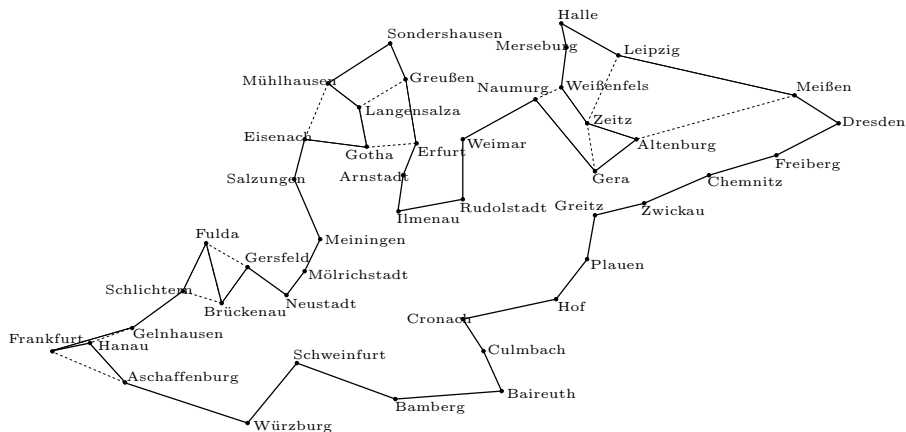 Halle
Sondershausen
Merseburg
Leipzig
Mühlhausen
Greußen
Naumurg
Weißenfels
Meißen
Langensalza
Zeitz
Dresden
Eisenach
Gotha
Erfurt
Weimar
Altenburg
Freiberg
Salzungen
Arnstadt
Gera
Chemnitz
Ilmenau
Rudolstadt
Greitz
Zwickau
Fulda
Meiningen
Gersfeld
Mölrichstadt
Plauen
Schlichtern
Brückenau
Neustadt
Hof
Cronach
Frankfurt
Gelnhausen
Hanau
Schweinfurt
Culmbach
Aschaffenburg
Baireuth
Bamberg
Würzburg